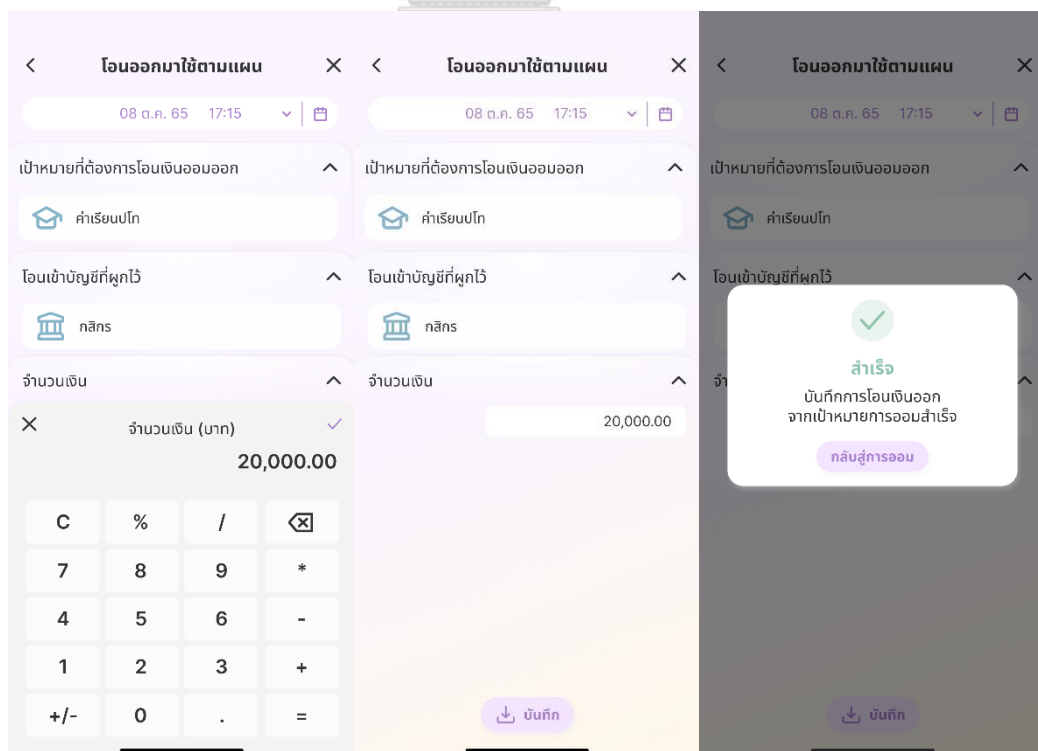 โอนออกมาใช้ตามแผน
08 ต.ค. 65 17:15
เป้าหมายที่ต้องการโอนเงินออมออก
ค่าเรียนปโท
โอนเข้าบัญชีที่ผูกไว้
กสิกร
จำนวนเงิน
จำนวนเงิน (บาท)
20,000.00
C % /
7 8 9 *
4 5 6 -
1 2 3 +
+/- 0 . =
โอนออกมาใช้ตามแผน
08 ต.ค. 65 17:15
เป้าหมายที่ต้องการโอนเงินออมออก
ค่าเรียนปโท
โอนเข้าบัญชีที่ผูกไว้
กสิกร
จำนวนเงิน
20,000.00
บันทึก
โอนออกมาใช้ตามแผน
08 ต.ค. 65 17:15
เป้าหมายที่ต้องการโอนเงินออมออก
ค่าเรียนปโท
โอนเข้าบัญชีที่ผูกไว้
สำเร็จ
บันทึกการโอนเงินออก
จากเป้าหมายการออมสำเร็จ
กลับสู่การออม
บันทึก